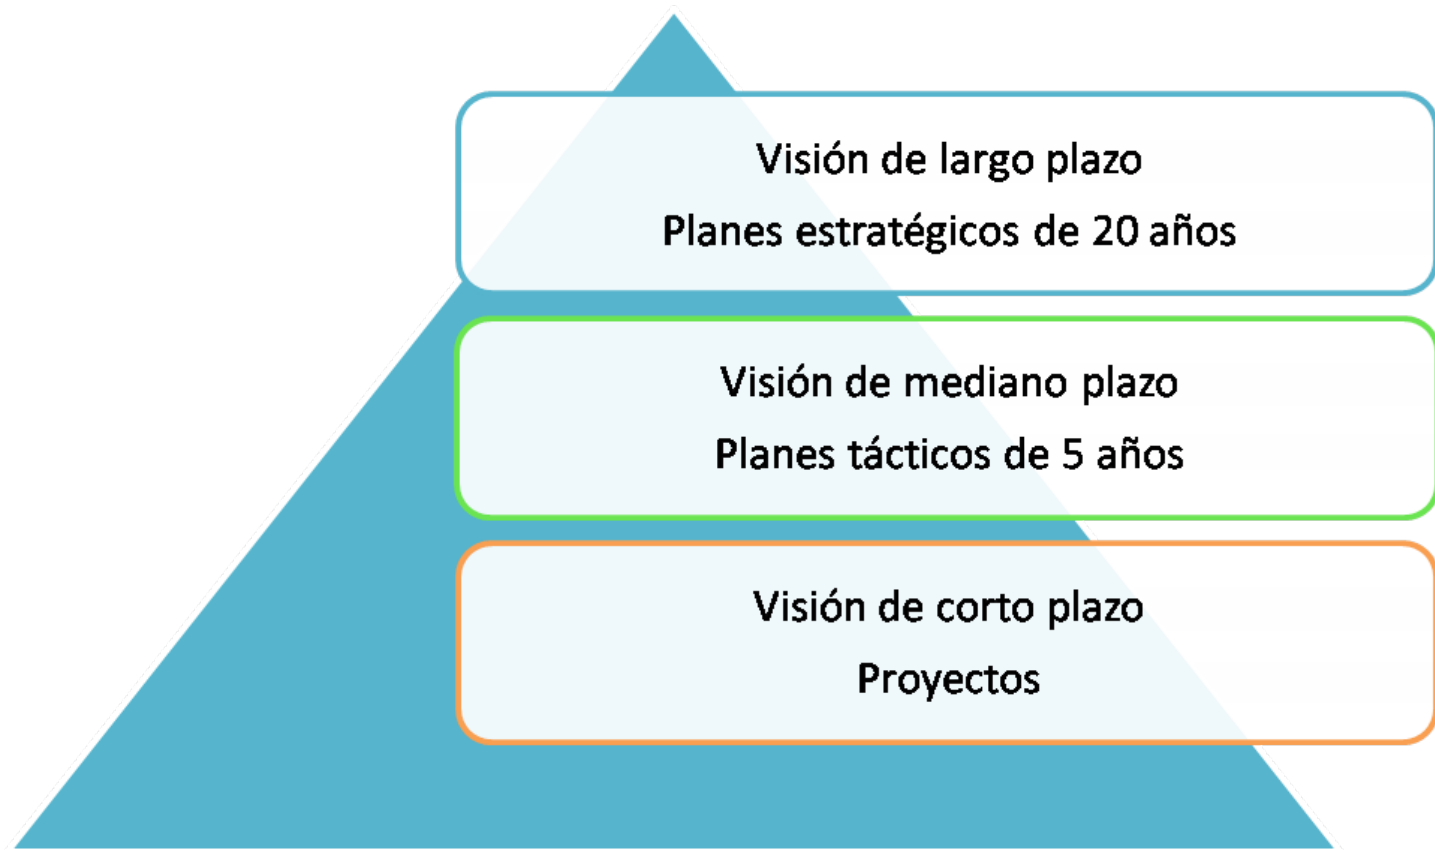 Visión de largo plazo
Planes estratégicos de 20 años
Visión de mediano plazo
Planes tácticos de 5 años
Visión de corto plazo
Proyectos